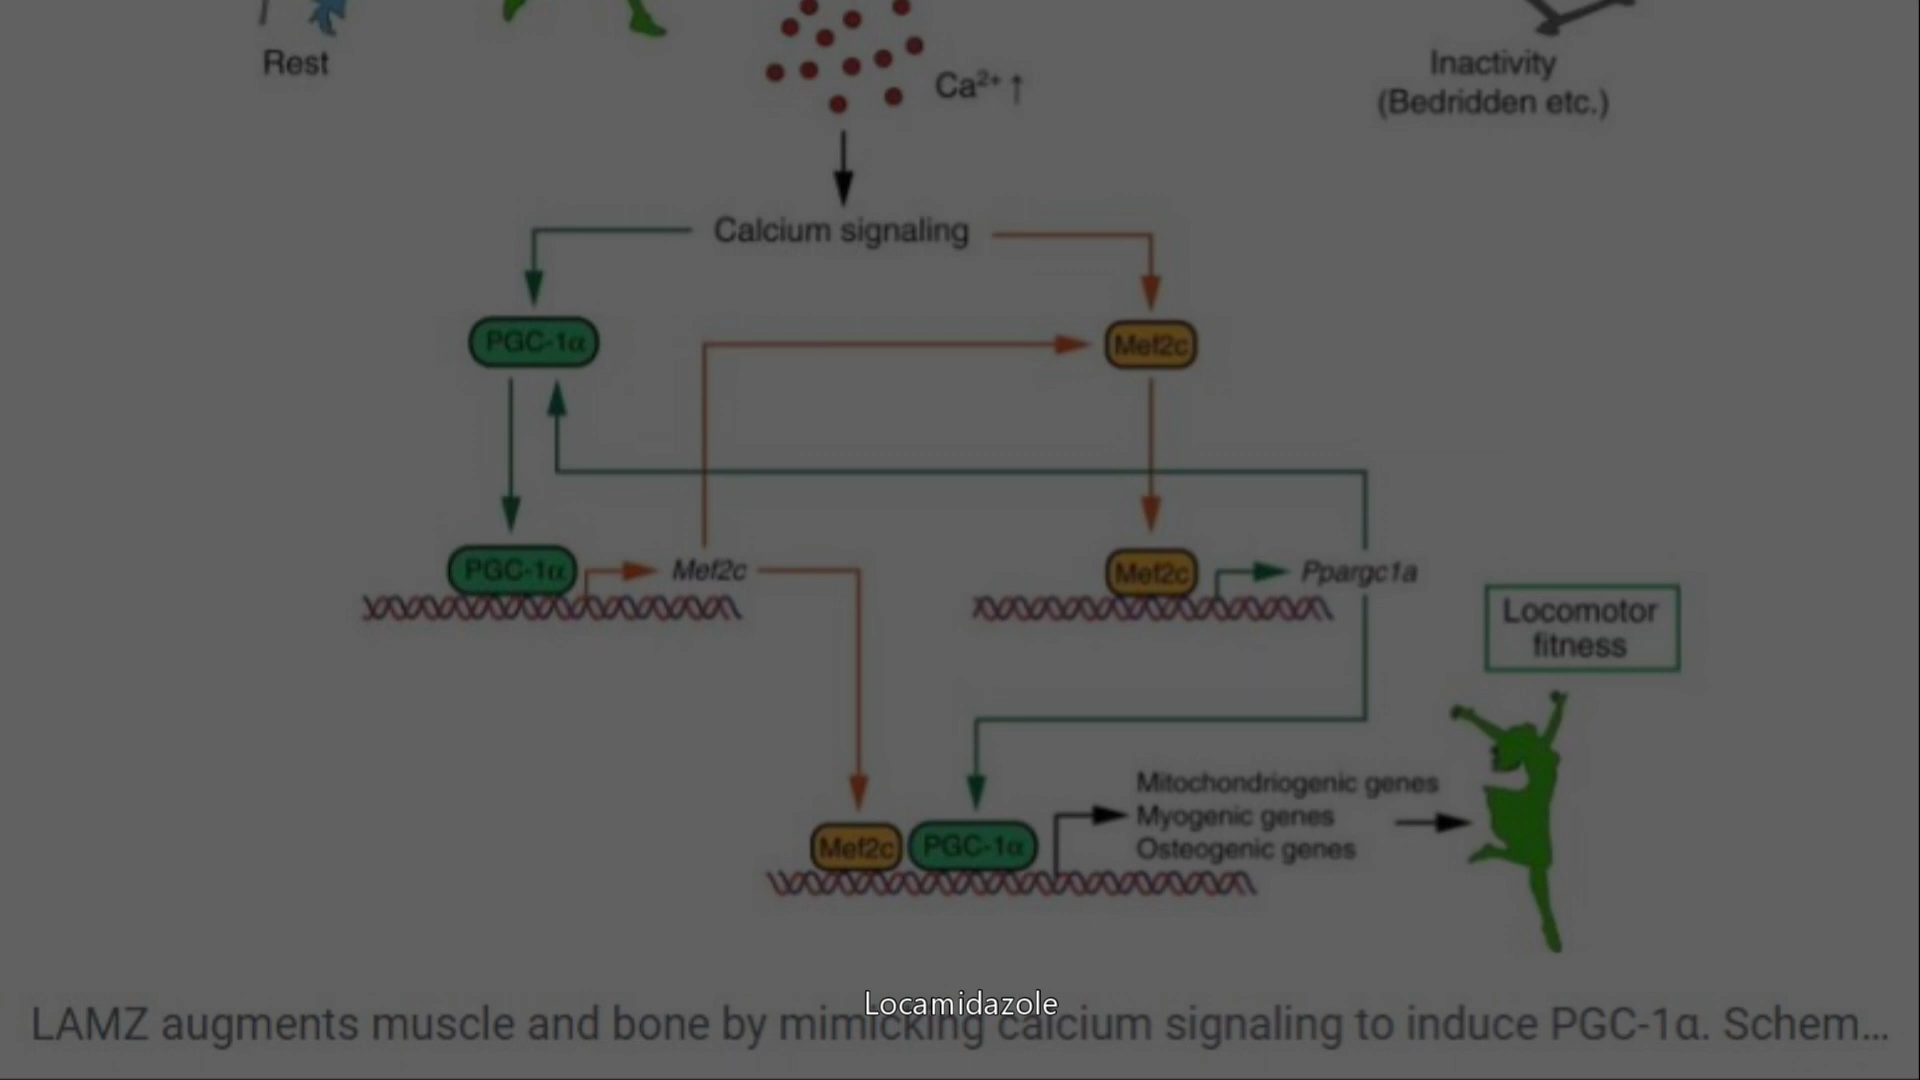 Rest
Ca²⁺ ↑
Inactivity
(Bedridden etc.)
Calcium signaling
PGC-1α
Mef2c
PGC-1α
Mef2c
Mef2c
Ppargc1a
Locomotor
fitness
Mitochondriogenic genes
Myogenic genes
Osteogenic genes
Mef2c
PGC-1α
Locamidazole
LAMZ augments muscle and bone by mimicking calcium signaling to induce PGC-1α. Schem...